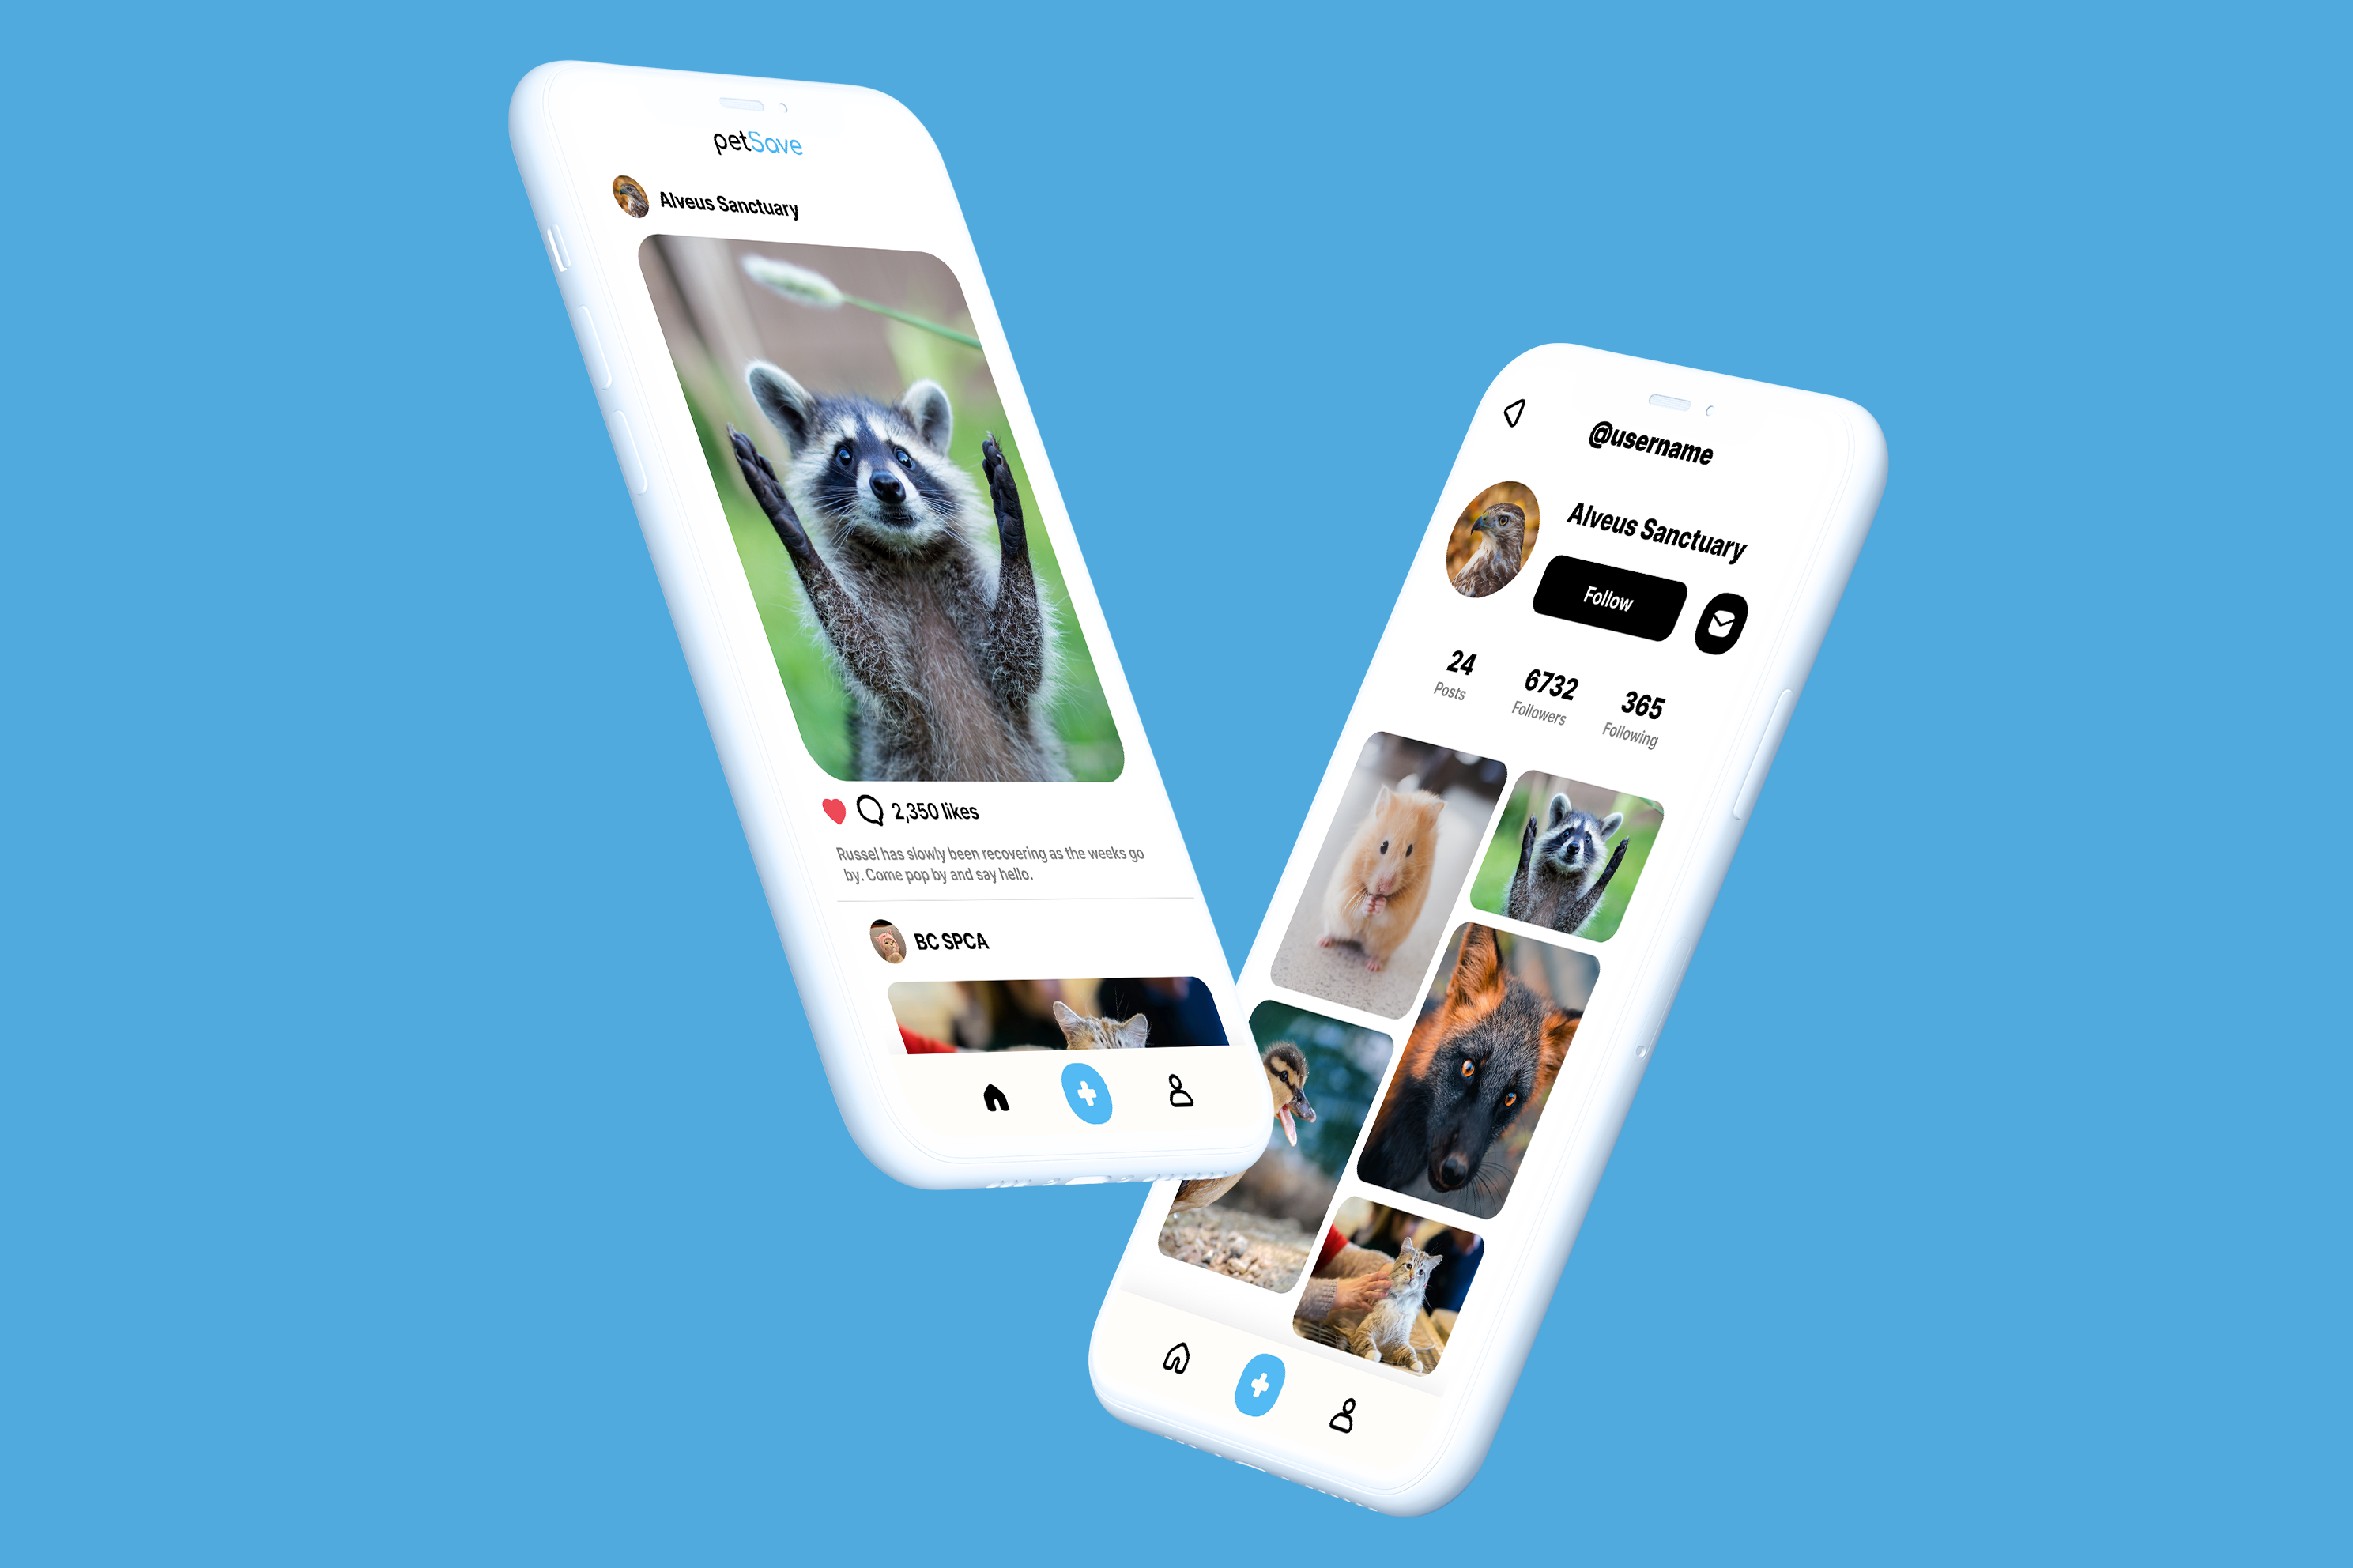 petSave
Alveus Sanctuary
2,350 likes
Russel has slowly been recovering as the weeks go
by. Come pop by and say hello.
BC SPCA
@username
Alveus Sanctuary
Follow
24 6732 365
Posts Followers Following